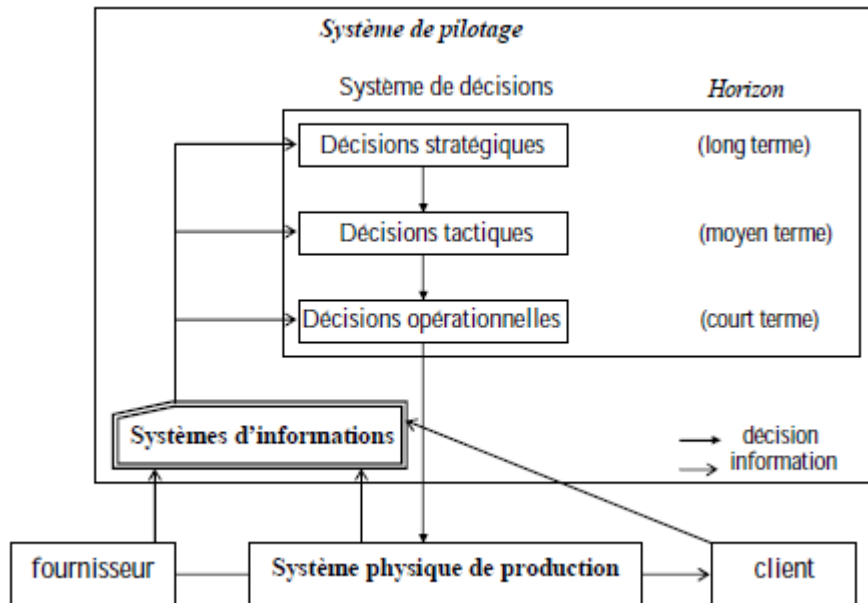 Système de pilotage
Système de décisions Horizon
Décisions stratégiques (long terme)
Décisions tactiques (moyen terme)
Décisions opérationnelles (court terme)
Systèmes d'informations
décision
information
fournisseur Système physique de production client